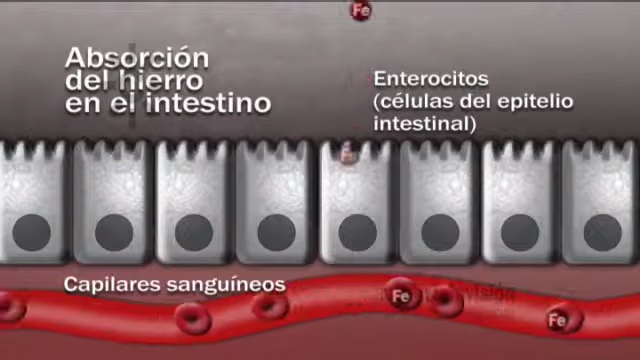 Fe
Absorción
del hierro
en el intestino
Enterocitos
(células del epitelio
intestinal)
Fe
Capilares sanguíneos
Fe
Fe